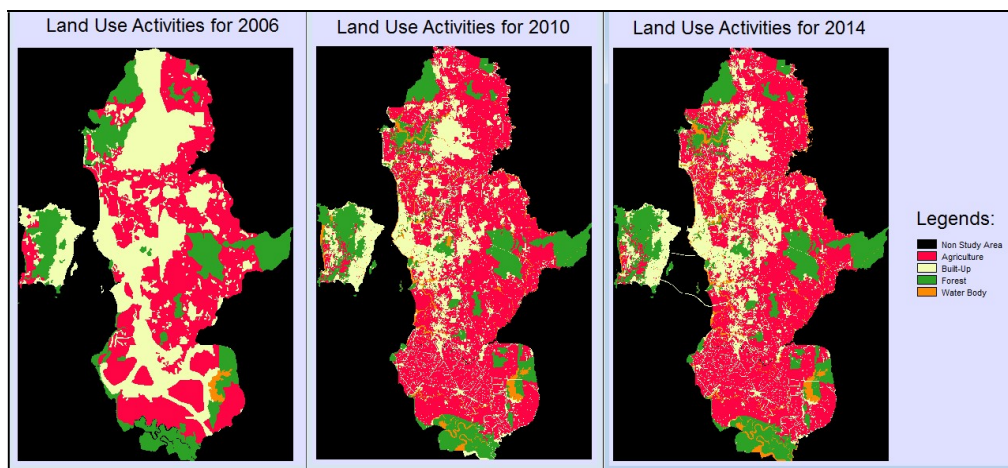 Land Use Activities for 2006
Land Use Activities for 2010
Land Use Activities for 2014
Legends:
Non Study Area
Agriculture
Built-Up
Forest
Water Body